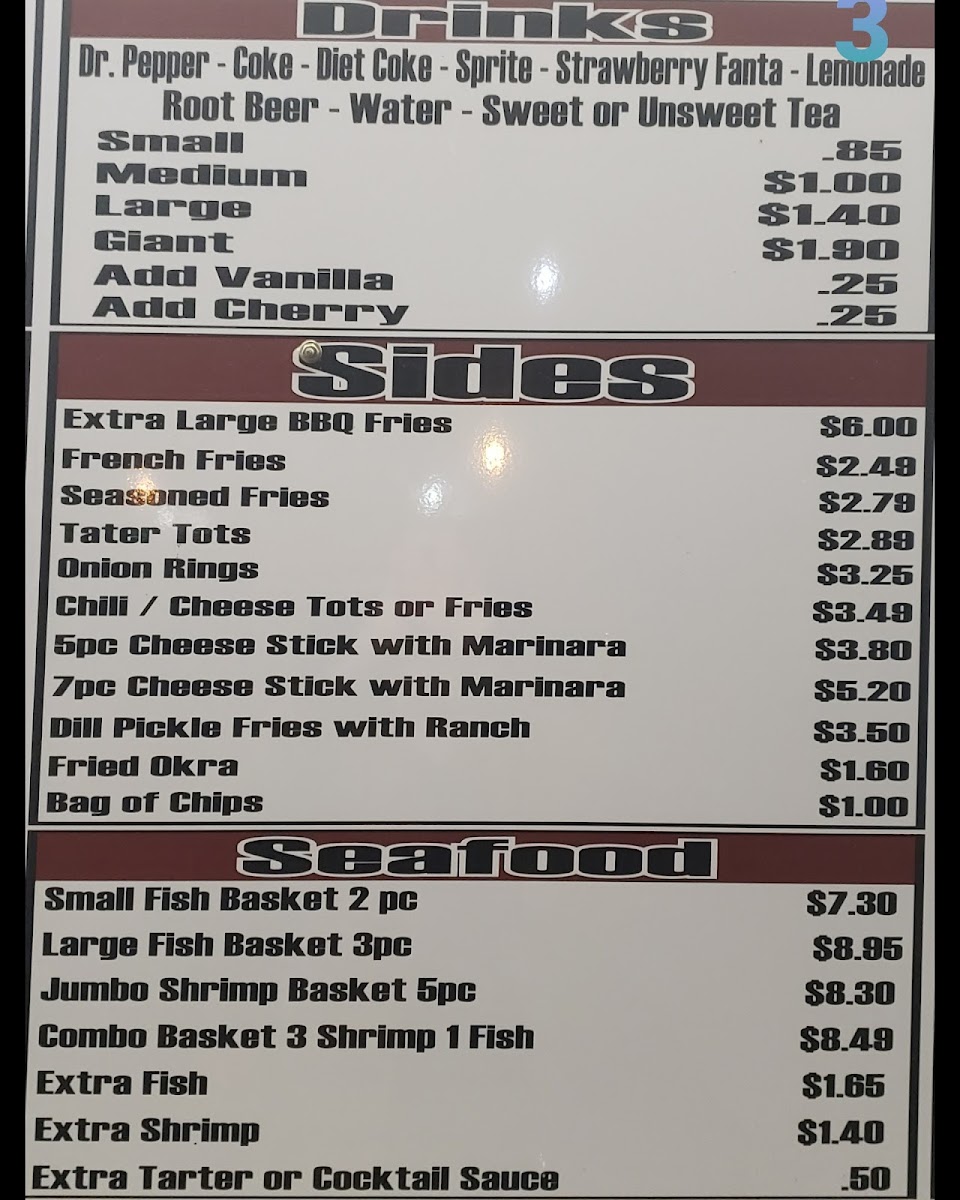 Drinks
3
Dr. Pepper - Coke - Diet Coke - Sprite - Strawberry Fanta - Lemonade
Root Beer - Water - Sweet or Unsweet Tea
Small .85
Medium $1.00
Large $1.40
Giant $1.90
Add Vanilla .25
Add Cherry .25
Sides
Extra Large BBQ Fries $6.00
French Fries $2.49
Seasoned Fries $2.79
Tater Tots $2.89
Onion Rings $3.25
Chili / Cheese Tots or Fries $3.49
5pc Cheese Stick with Marinara $3.80
7pc Cheese Stick with Marinara $5.20
Dill Pickle Fries with Ranch $3.50
Fried Okra $1.60
Bag of Chips $1.00
Seafood
Small Fish Basket 2 pc $7.30
Large Fish Basket 3pc $8.95
Jumbo Shrimp Basket 5pc $8.30
Combo Basket 3 Shrimp 1 Fish $8.49
Extra Fish $1.65
Extra Shrimp $1.40
Extra Tarter or Cocktail Sauce .50